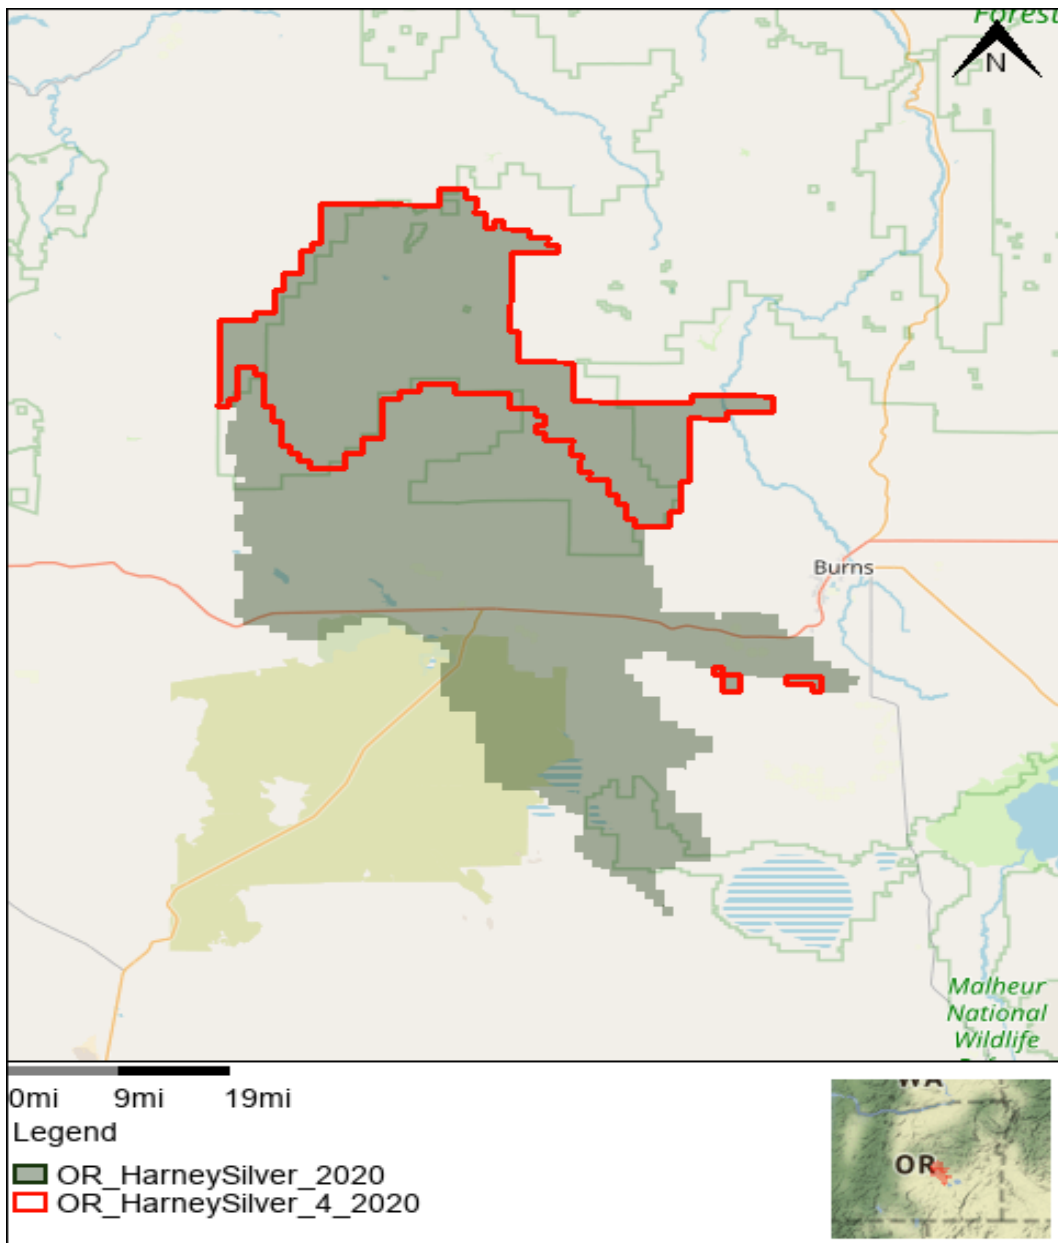 Forest
N
Burns
Malheur
National
Wildlife
0mi 9mi 19mi
Legend
OR_HarneySilver_2020
OR_HarneySilver_4_2020
WA
OR